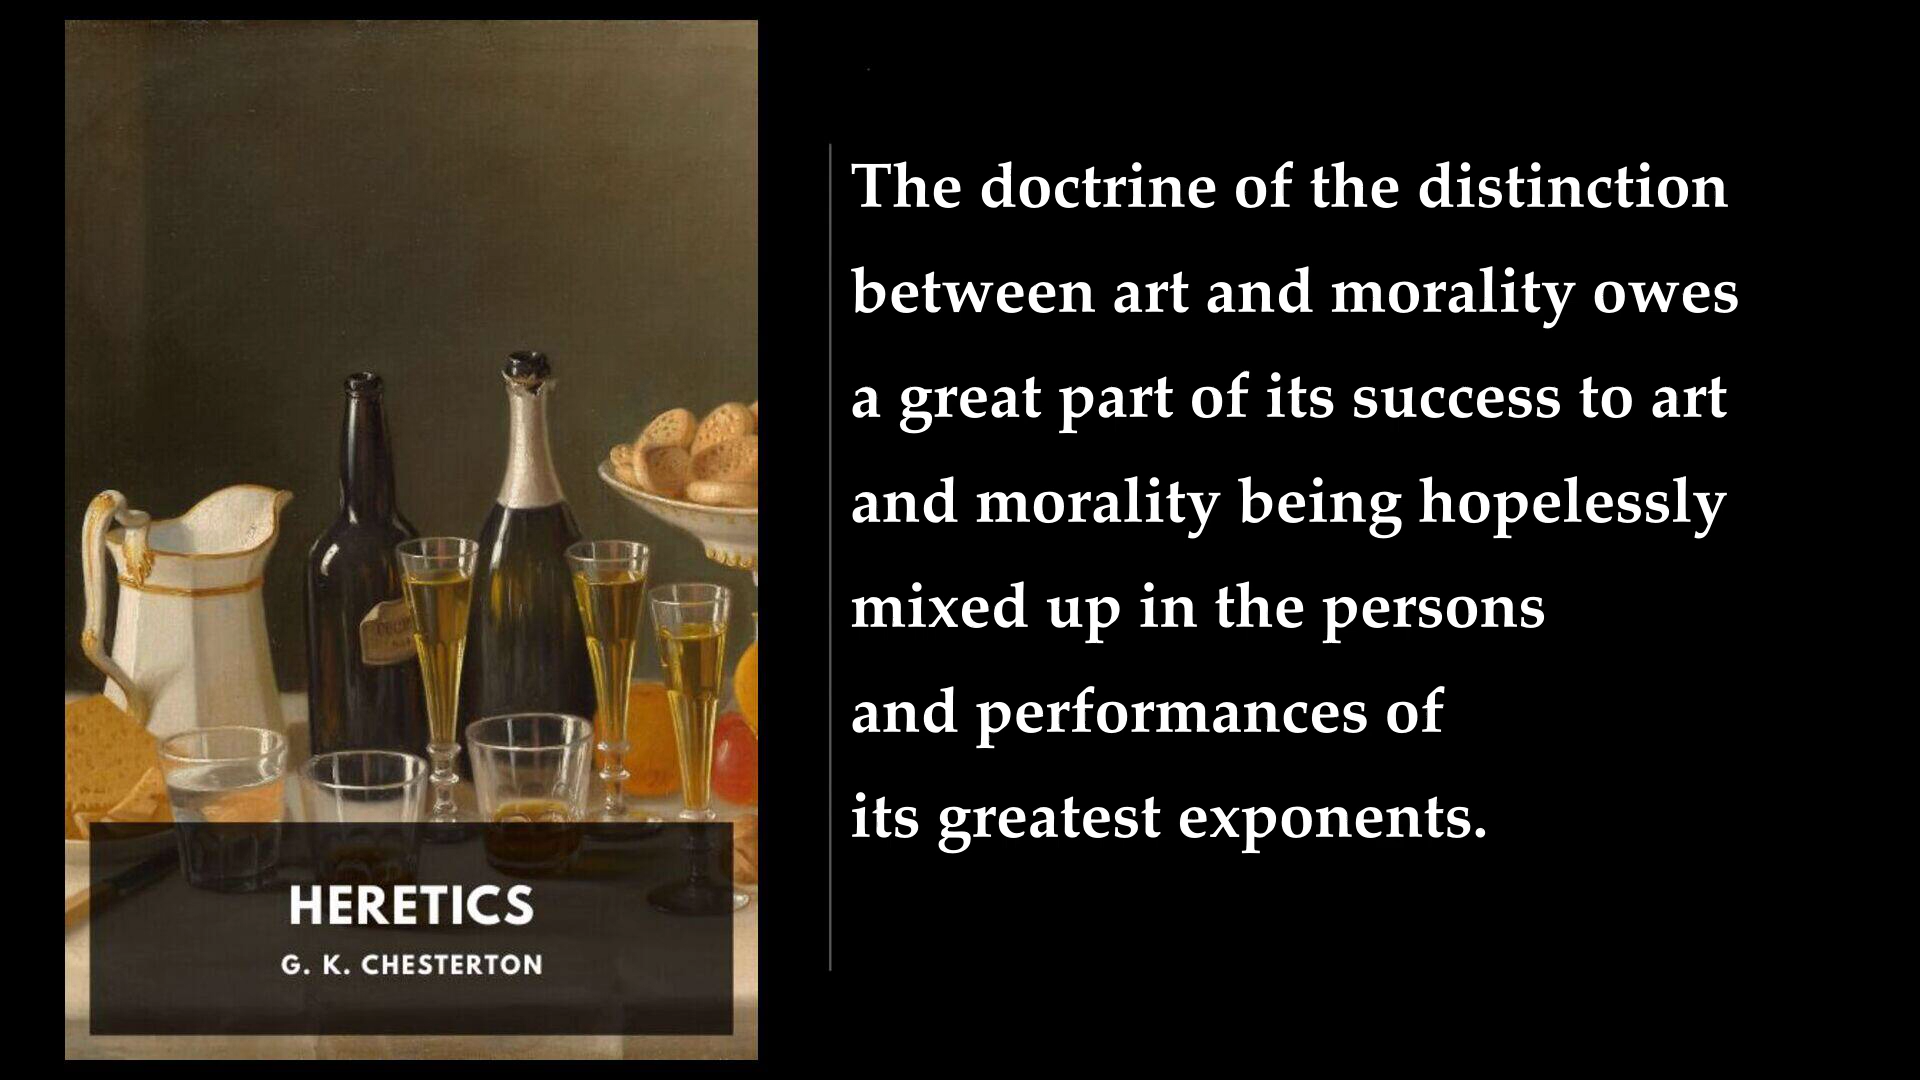 HERETICS
G. K. CHESTERTON
The doctrine of the distinction
between art and morality owes
a great part of its success to art
and morality being hopelessly
mixed up in the persons
and performances of
its greatest exponents.